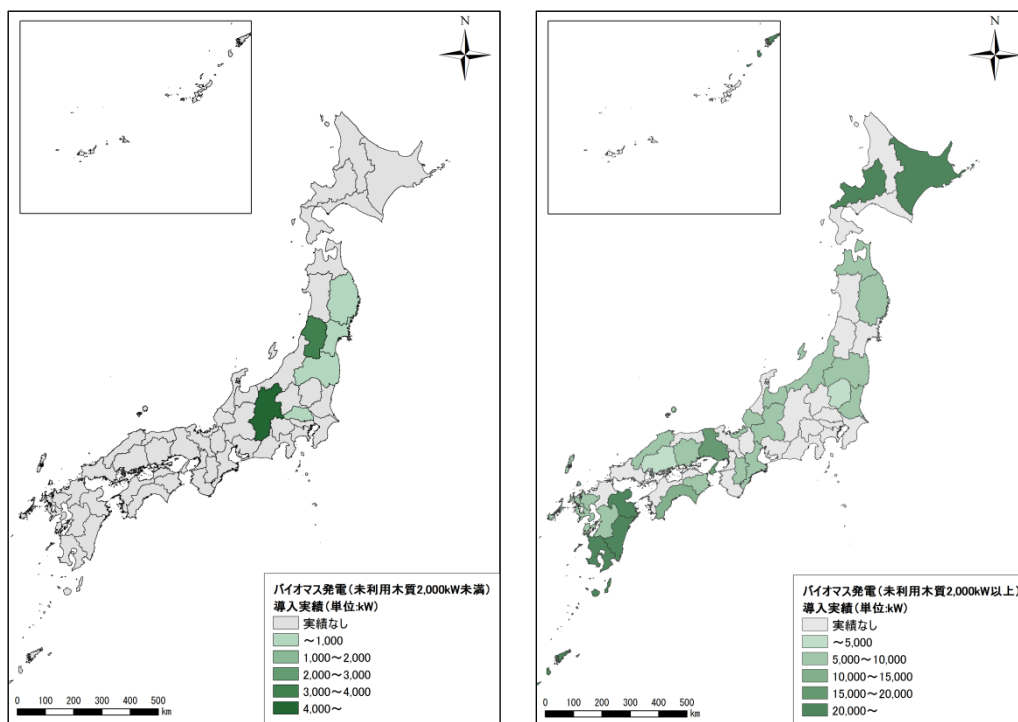 N
バイオマス発電(未利用木質2,000kW未満)
導入実績(単位:kW)
実績なし
～1,000
1,000～2,000
2,000～3,000
3,000～4,000
4,000～
0 100 200 300 400 500
km
N
バイオマス発電(未利用木質2,000kW以上)
導入実績(単位:kW)
実績なし
～5,000
5,000～10,000
10,000～15,000
15,000～20,000
20,000～
0 100 200 300 400 500
km